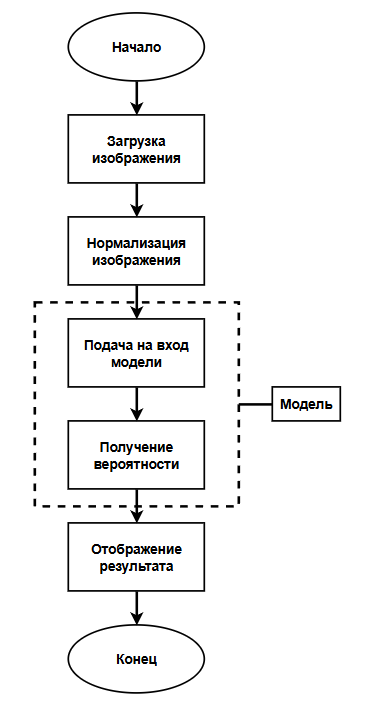 Начало
Загрузка
изображения
Нормализация
изображения
Подача на вход
модели
Модель
Получение
вероятности
Отображение
результата
Конец